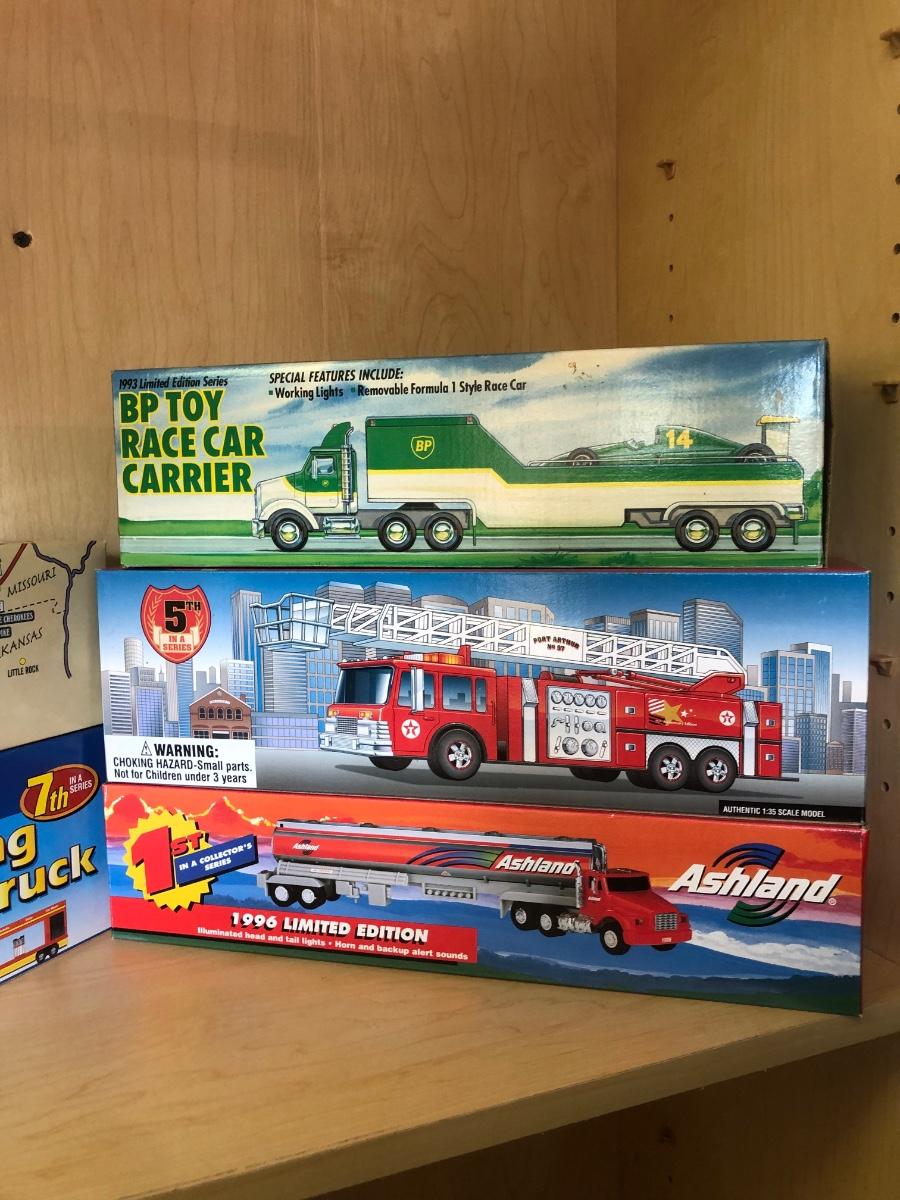 1993 Limited Edition Series
BP TOY
RACE CAR
CARRIER
SPECIAL FEATURES INCLUDE:
▪ Working Lights ▪ Removable Formula 1 Style Race Car
BP
14
5TH
IN A
SERIES
PORT ARTHUR
No 37
WARNING:
CHOKING HAZARD-Small parts.
Not for Children under 3 years
AUTHENTIC 1:35 SCALE MODEL
1ST
IN A COLLECTOR'S
SERIES
Ashland
Ashland
Ashland®
1996 LIMITED EDITION
Illuminated head and tail lights • Horn and backup alert sounds
MISSOURI
CHEROKEES
KANSAS
LITTLE ROCK
7th IN A
SERIES
g
ruck